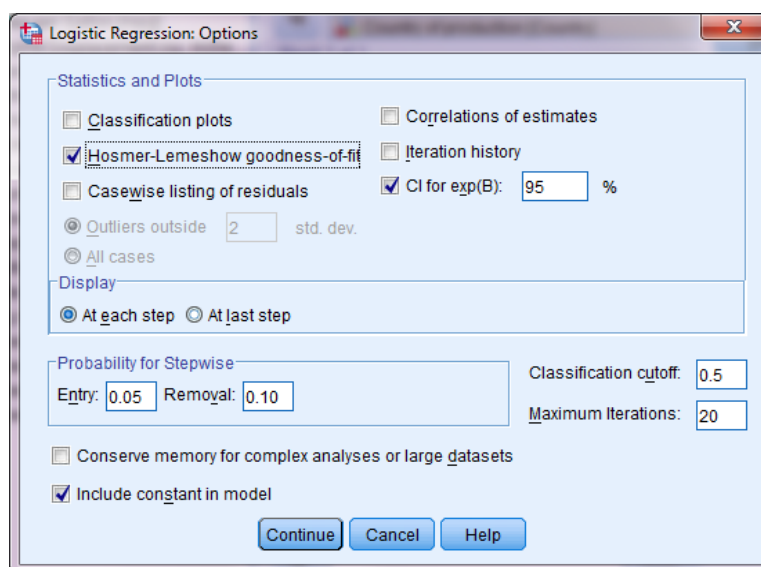 Logistic Regression: Options
Statistics and Plots
Classification plots
Correlations of estimates
Hosmer-Lemeshow goodness-of-fit
Iteration history
Casewise listing of residuals
CI for exp(B): 95 %
Outliers outside 2 std. dev.
All cases
Display
At each step At last step
Probability for Stepwise
Entry: 0.05 Removal: 0.10
Classification cutoff: 0.5
Maximum Iterations: 20
Conserve memory for complex analyses or large datasets
Include constant in model
Continue Cancel Help